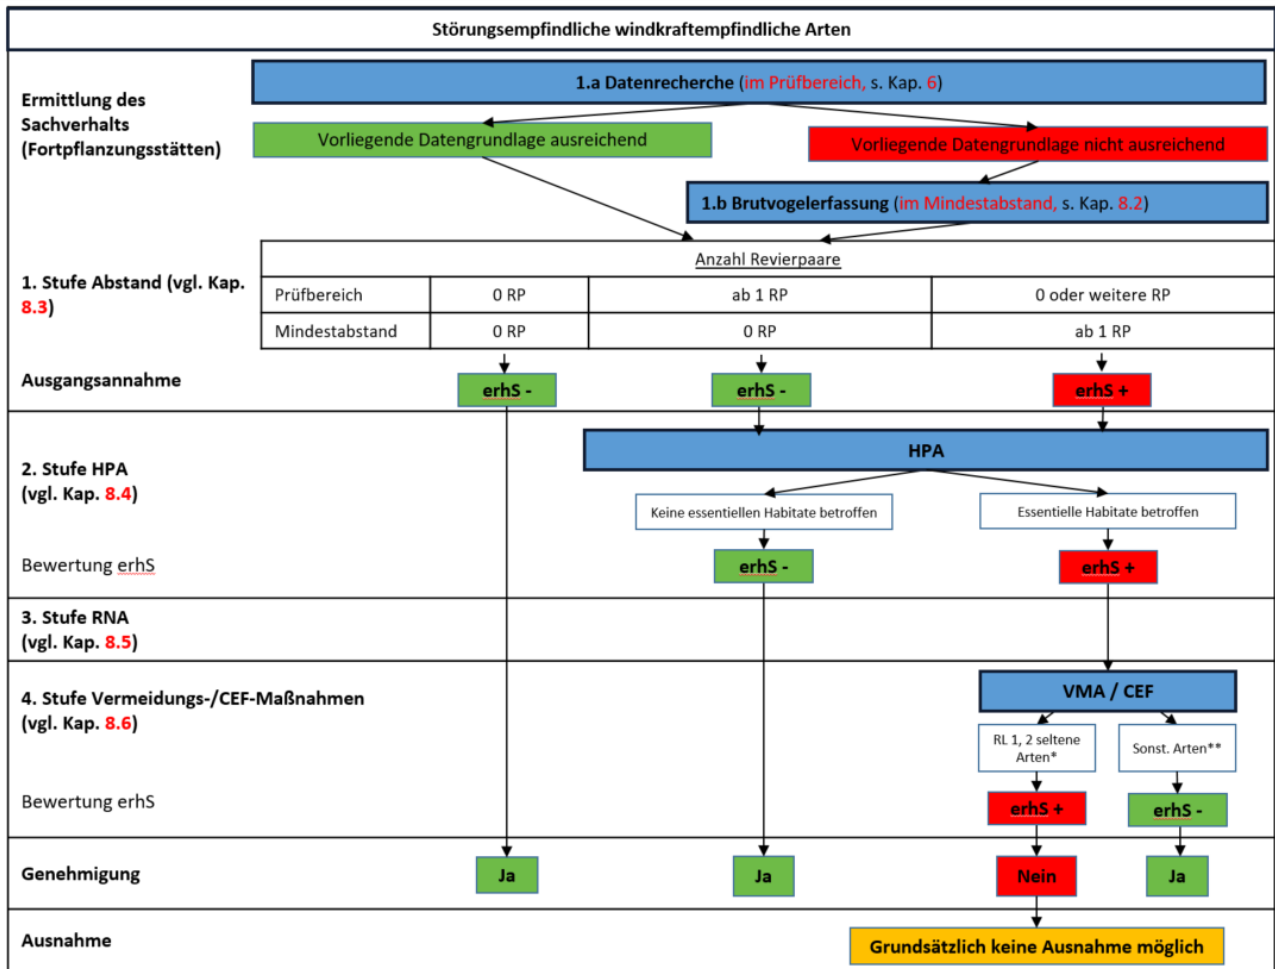 Störungsempfindliche windkraftempfindliche Arten
Ermittlung des
Sachverhalts
(Fortpflanzungsstätten)
1.a Datenrecherche (im Prüfbereich, s. Kap. 6)
Vorliegende Datengrundlage ausreichend
Vorliegende Datengrundlage nicht ausreichend
1.b Brutvogelerfassung (im Mindestabstand, s. Kap. 8.2)
1. Stufe Abstand (vgl. Kap.
8.3)
Anzahl Revierpaare
Prüfbereich
0 RP
ab 1 RP
0 oder weitere RP
Mindestabstand
0 RP
0 RP
ab 1 RP
Ausgangsannahme
erhS -
erhS -
erhS +
2. Stufe HPA
(vgl. Kap. 8.4)
HPA
Keine essentiellen Habitate betroffen
Essentielle Habitate betroffen
Bewertung erhS
erhS -
erhS +
3. Stufe RNA
(vgl. Kap. 8.5)
4. Stufe Vermeidungs-/CEF-Maßnahmen
(vgl. Kap. 8.6)
VMA / CEF
RL 1, 2 seltene
Arten*
Sonst. Arten**
Bewertung erhS
erhS +
erhS -
Genehmigung
Ja
Ja
Nein
Ja
Ausnahme
Grundsätzlich keine Ausnahme möglich